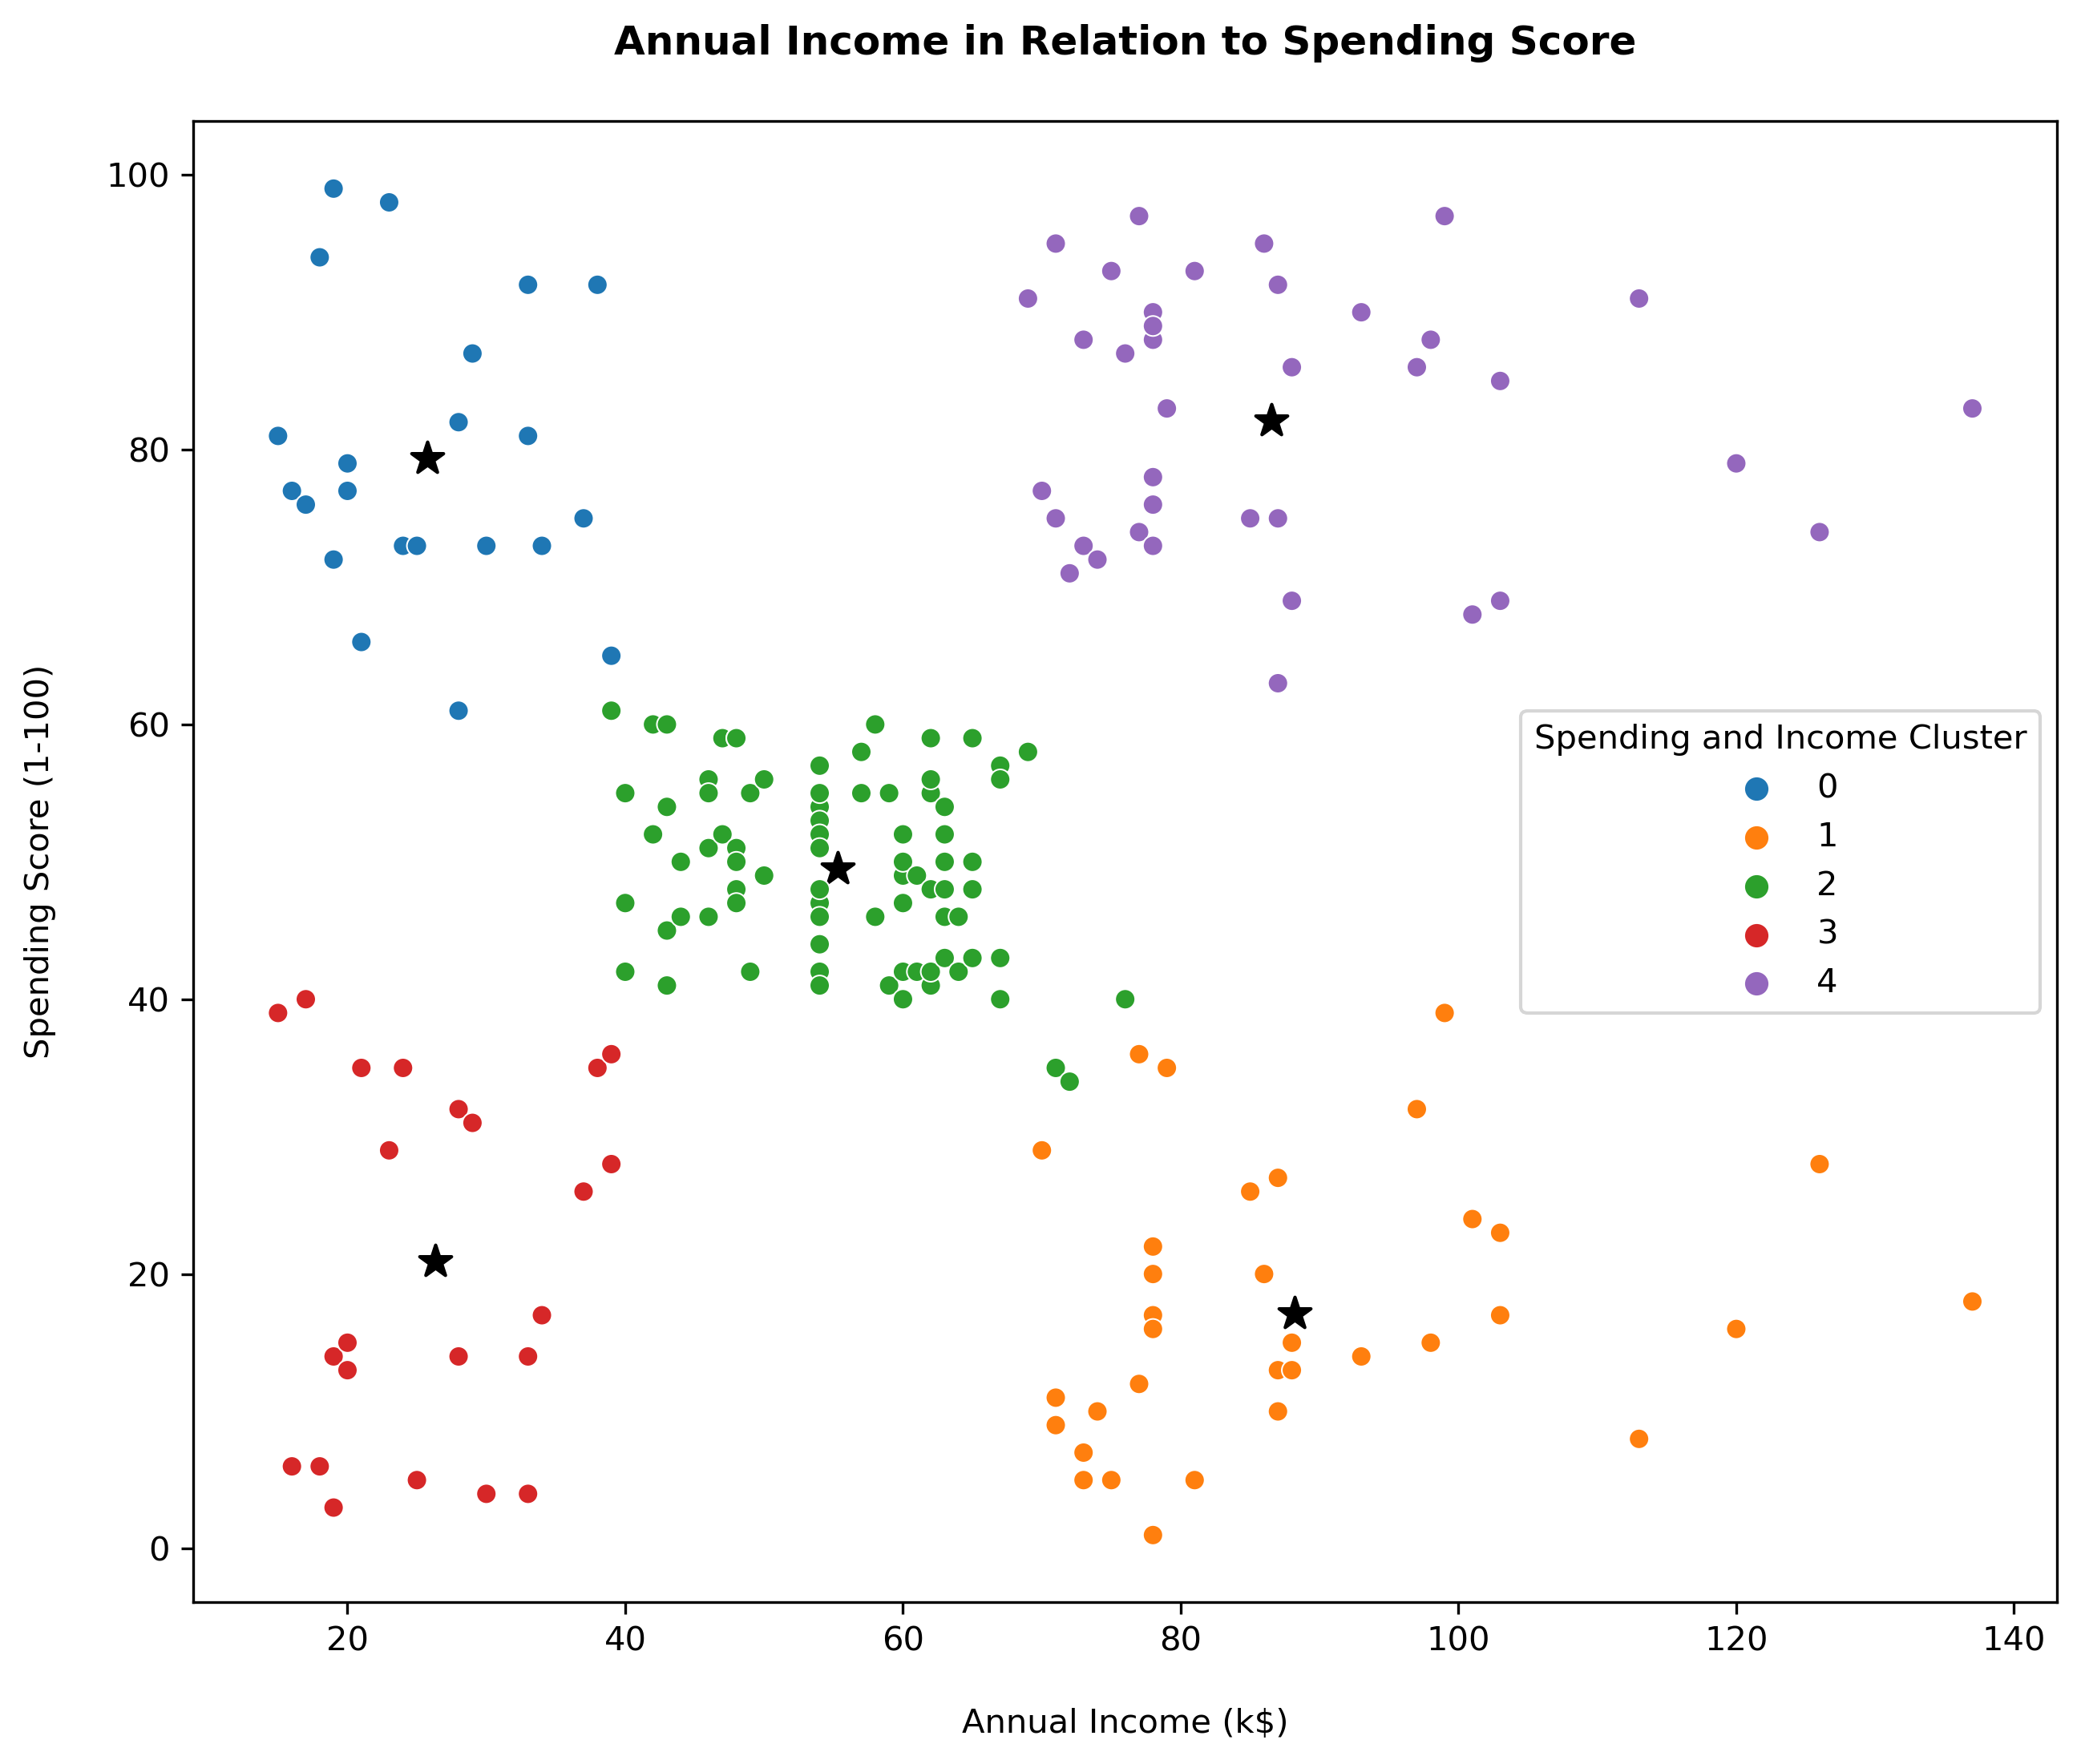 Annual Income in Relation to Spending Score
100
80
60
40
20
0
Spending Score (1-100)
Spending and Income Cluster
0
1
2
3
4
20 40 60 80 100 120 140
Annual Income (k$)